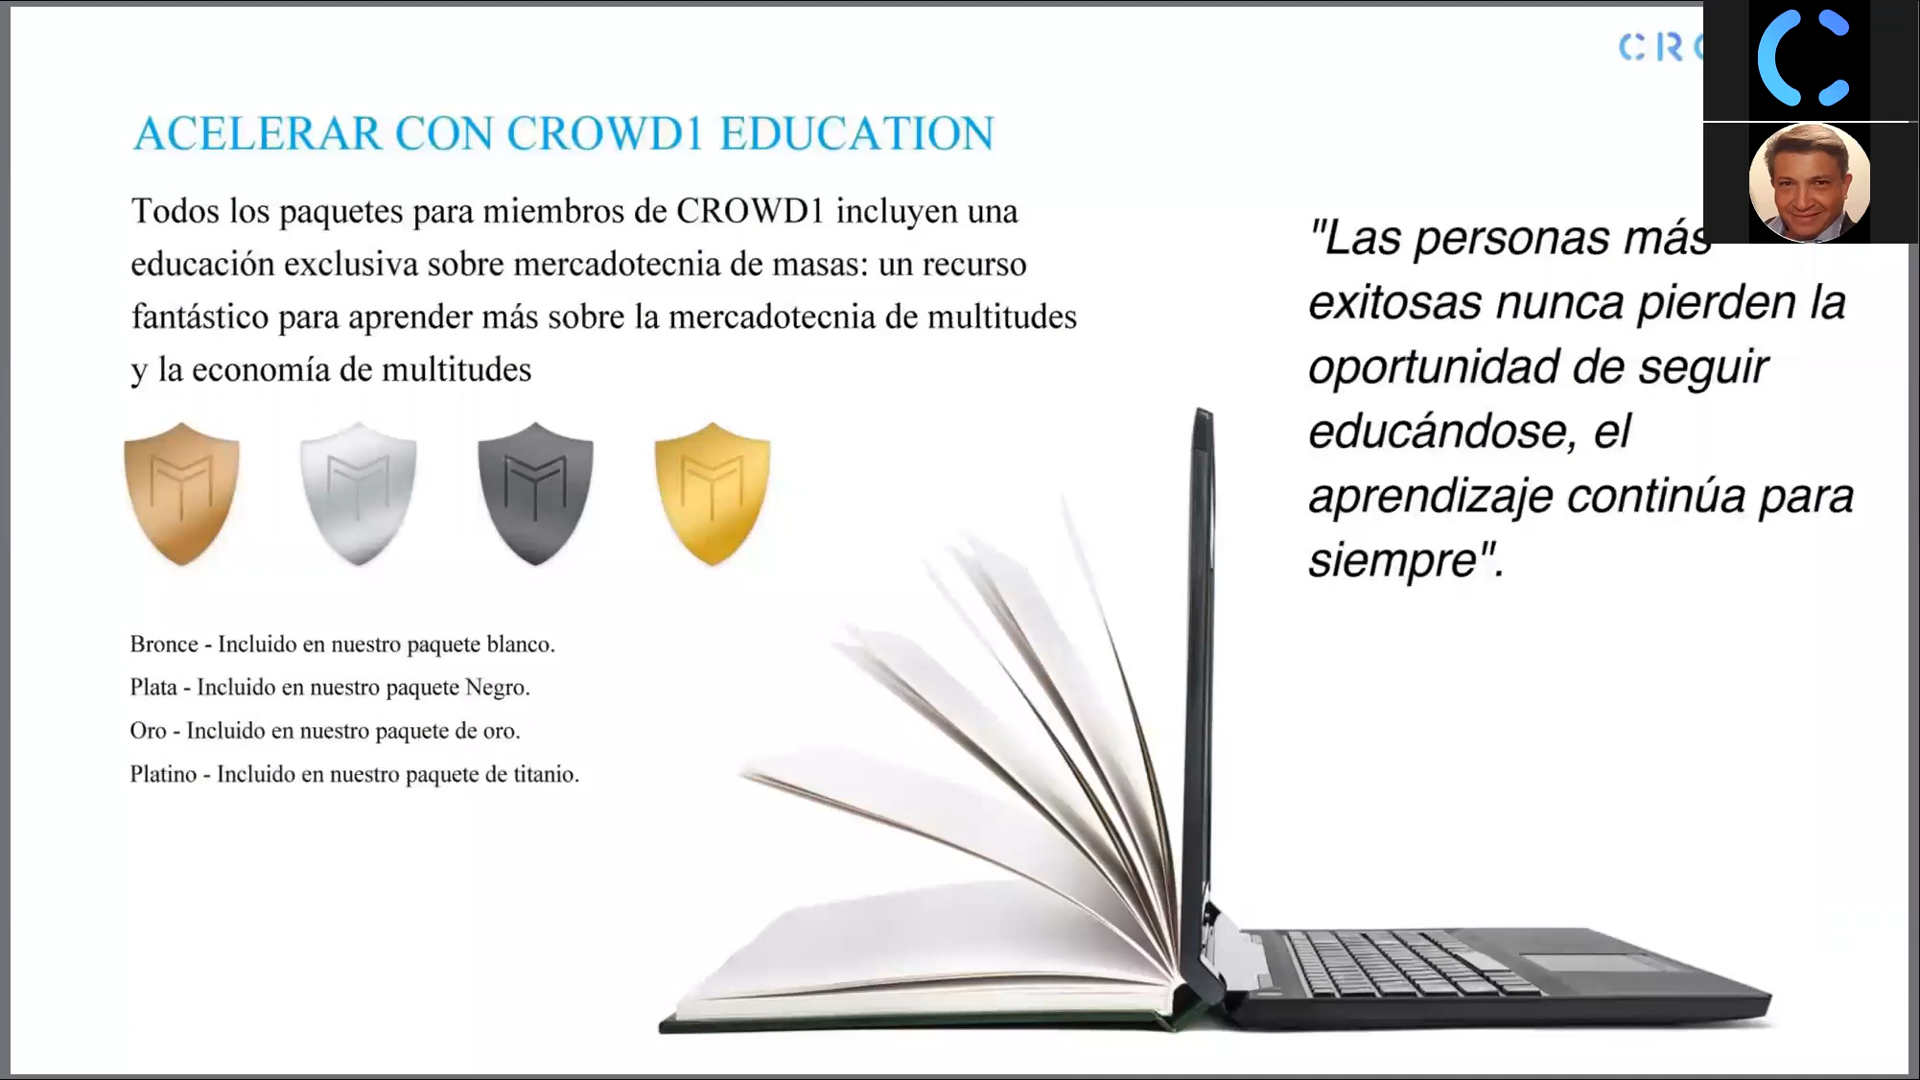 ACELERAR CON CROWD1 EDUCATION
Todos los paquetes para miembros de CROWD1 incluyen una
educación exclusiva sobre mercadotecnia de masas: un recurso
fantástico para aprender más sobre la mercadotecnia de multitudes
y la economía de multitudes
Bronce - Incluido en nuestro paquete blanco.
Plata - Incluido en nuestro paquete Negro.
Oro - Incluido en nuestro paquete de oro.
Platino - Incluido en nuestro paquete de titanio.
"Las personas más
exitosas nunca pierden la
oportunidad de seguir
educándose, el
aprendizaje continúa para
siempre".